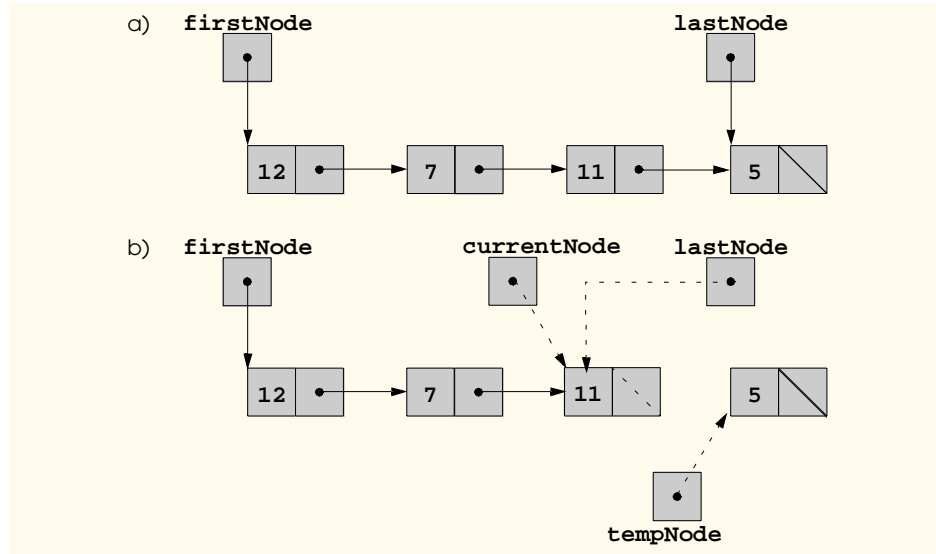 a) firstNode lastNode
12 7 11 5
b) firstNode currentNode lastNode
12 7 11 5
tempNode